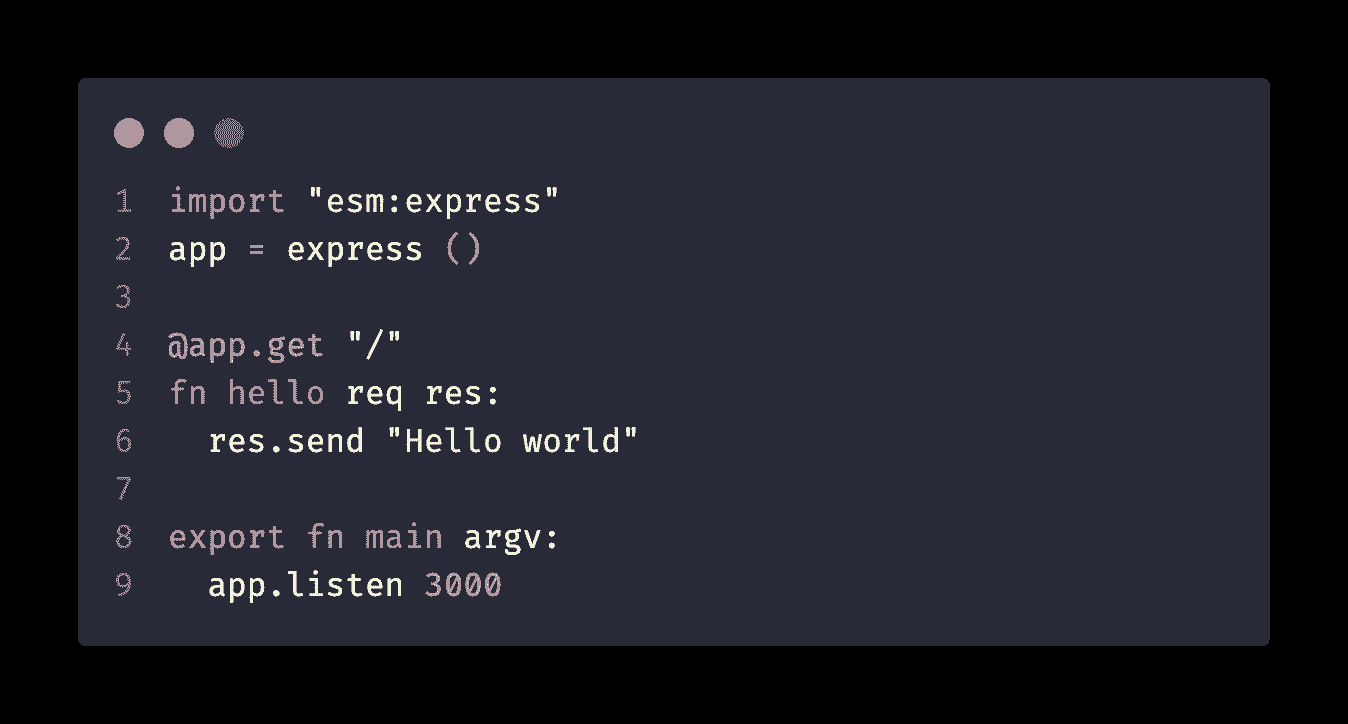 1 import "esm:express"
2 app = express ()
3
4 @app.get "/"
5 fn hello req res:
6   res.send "Hello world"
7
8 export fn main argv:
9   app.listen 3000